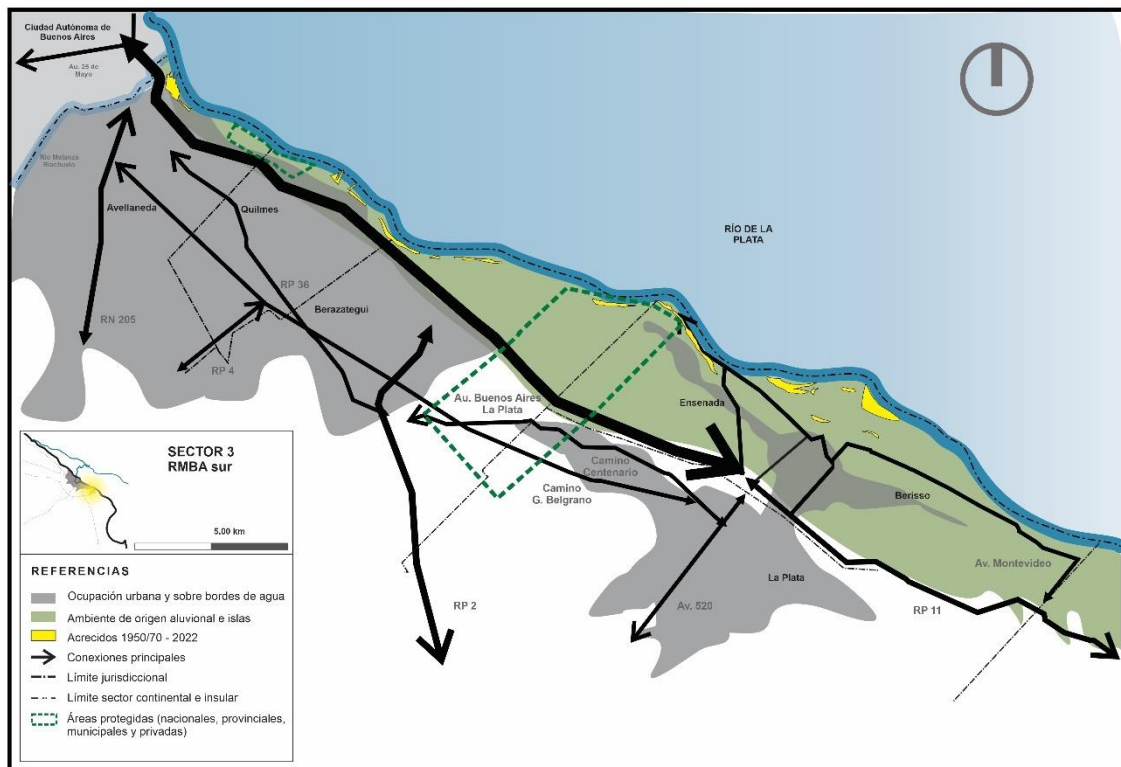 Ciudad Autónoma de
Buenos Aires
Au. 25 de
Mayo
Río Matanza
Riachuelo
Avellaneda
Quilmes
RÍO DE LA
PLATA
RP 36
Berazategui
RN 205
RP 4
Au. Buenos Aires
La Plata
Ensenada
Camino
Centenario
Camino
G. Belgrano
Berisso
Av. Montevideo
La Plata
RP 2
Av. 520
RP 11
SECTOR 3
RMBA sur
5.00 km
REFERENCIAS
Ocupación urbana y sobre bordes de agua
Ambiente de origen aluvional e islas
Acrecidos 1950/70 - 2022
Conexiones principales
Límite jurisdiccional
Límite sector continental e insular
Áreas protegidas (nacionales, provinciales,
municipales y privadas)